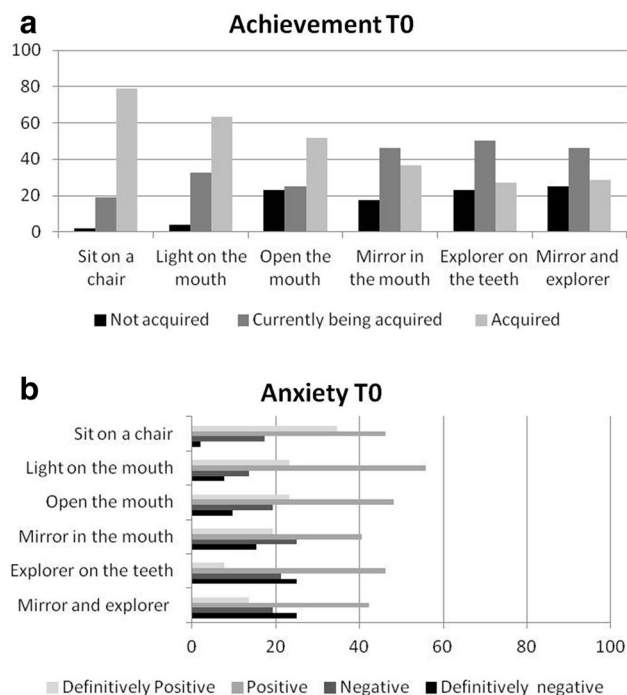 a
Achievement T0
100
80
60
40
20
0
Sit on a chair
Light on the mouth
Open the mouth
Mirror in the mouth
Explorer on the teeth
Mirror and explorer
Not acquired
Currently being acquired
Acquired
b
Anxiety T0
Sit on a chair
Light on the mouth
Open the mouth
Mirror in the mouth
Explorer on the teeth
Mirror and explorer
0 20 40 60 80 100
Definitively Positive
Positive
Negative
Definitively negative